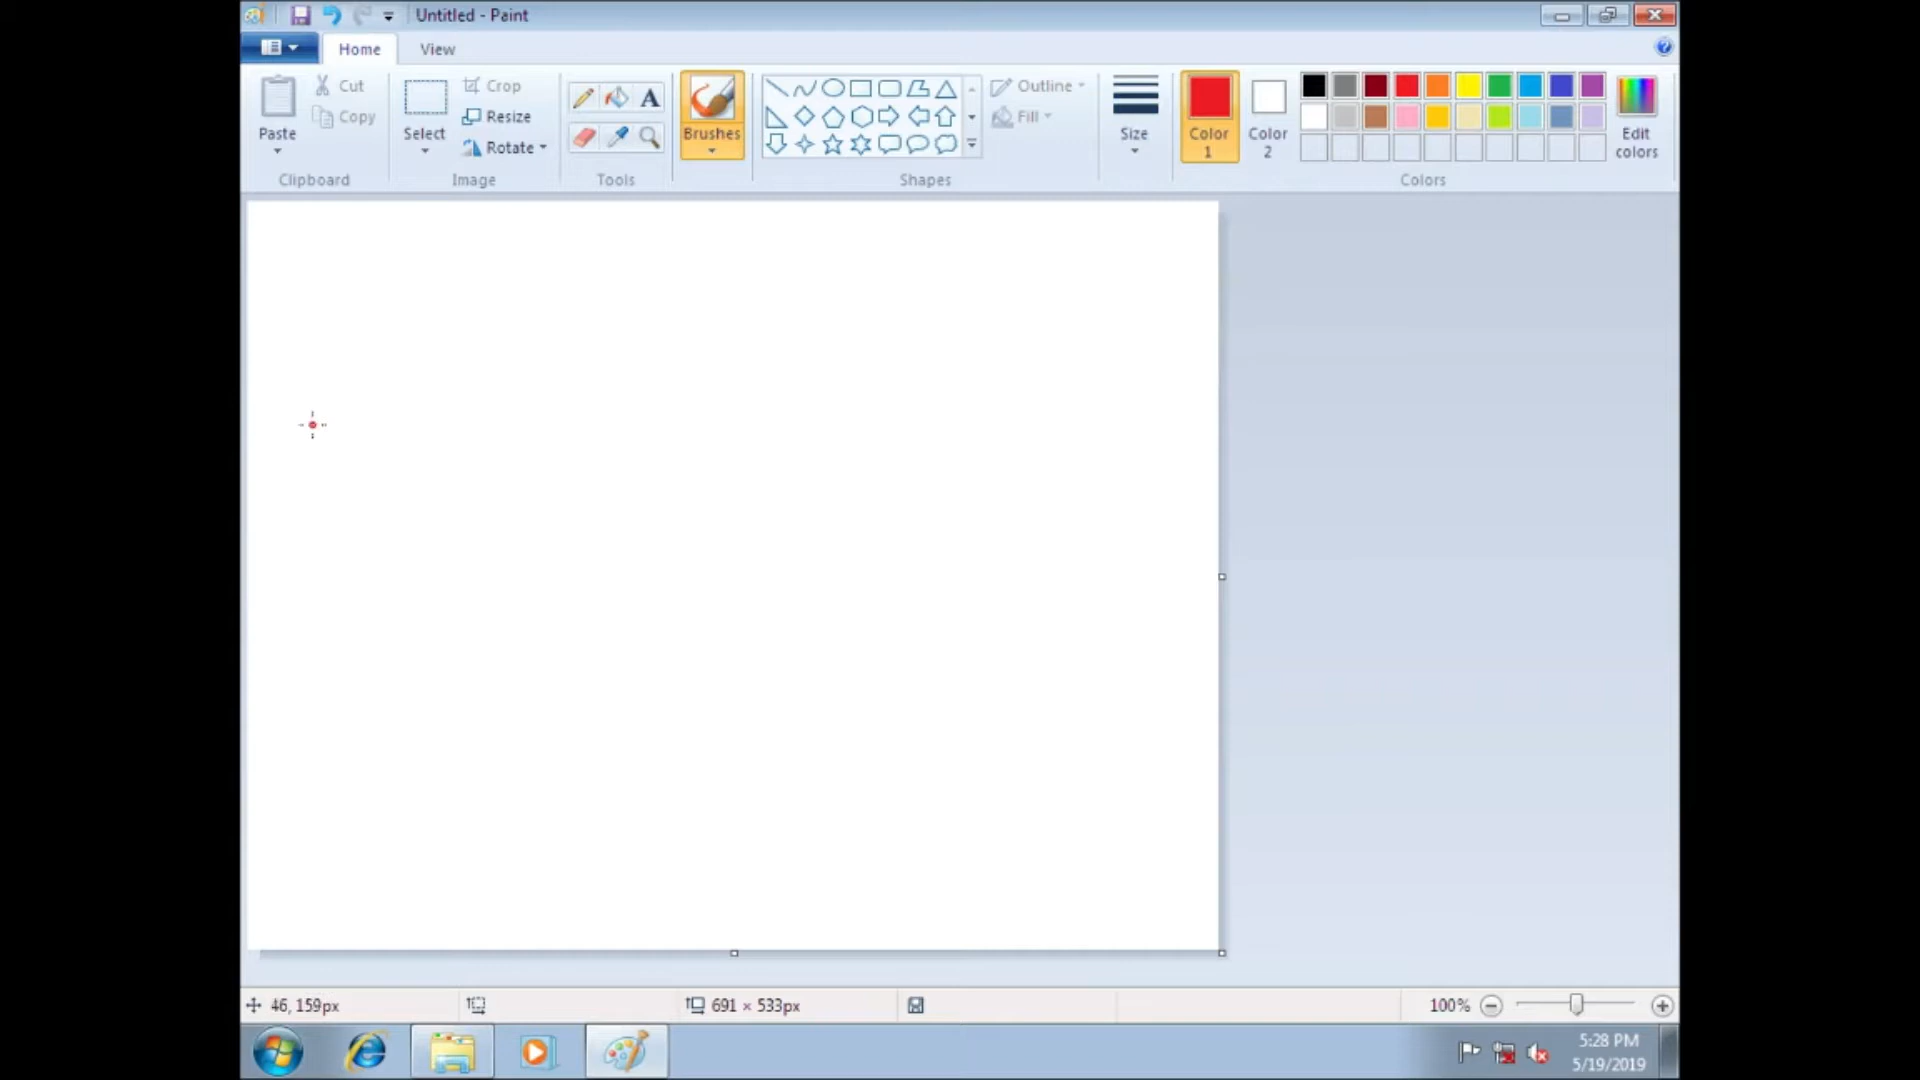 Untitled - Paint
Home View
Paste
Cut
Copy
Clipboard
Select
Crop
Resize
Rotate
Image
A
Tools
Brushes
Outline
Fill
Shapes
Size
Color 1
Color 2
Edit colors
Colors
46, 159px
691 × 533px
100%
5:28 PM
5/19/2019